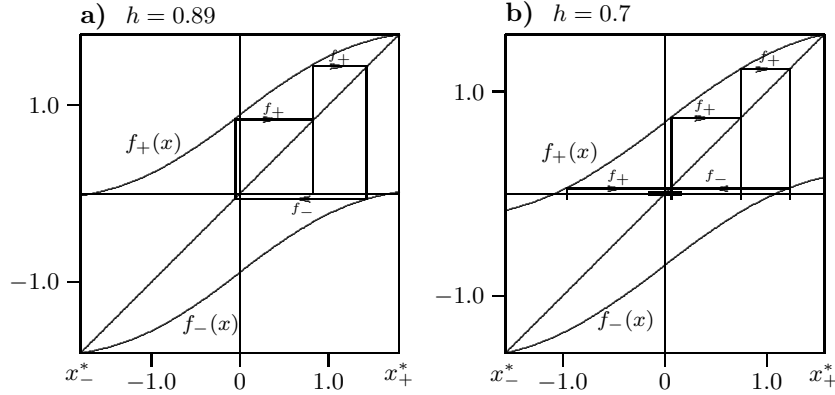 a) h = 0.89
f₊
1.0
f₊
f₊(x)
f₋
−1.0
f₋(x)
x*₋ −1.0 0 1.0 x*₊
b) h = 0.7
f₊
1.0
f₊
f₊(x)
f₊ f₋
−1.0
f₋(x)
x*₋ −1.0 0 1.0 x*₊